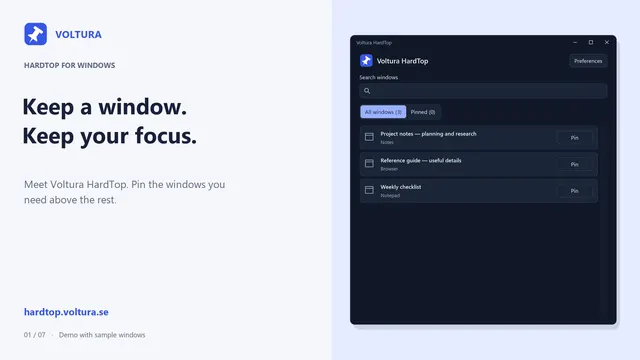 VOLTURA
HARDTOP FOR WINDOWS
Keep a window.
Keep your focus.
Meet Voltura HardTop. Pin the windows you
need above the rest.
hardtop.voltura.se
01 / 07 · Demo with sample windows
Voltura HardTop
Voltura HardTop
Preferences
Search windows
All windows (3)
Pinned (0)
Project notes — planning and research
Notes
Pin
Reference guide — useful details
Browser
Pin
Weekly checklist
Notepad
Pin